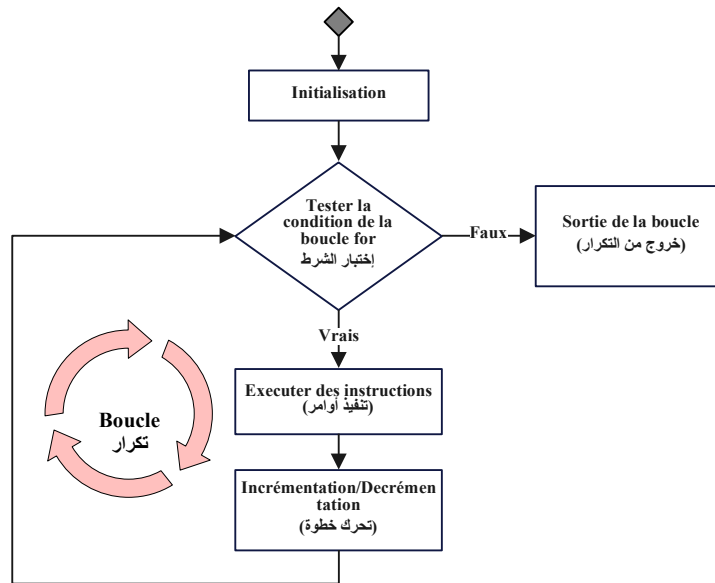 Initialisation
Tester la
condition de la
boucle for
إختبار الشرط
Faux
Sortie de la boucle
(خروج من التكرار)
Vrais
Executer des instructions
(تنفيذ أوامر)
Boucle
تكرار
Incrémentation/Decrémen
tation
(تحرك خطوة)